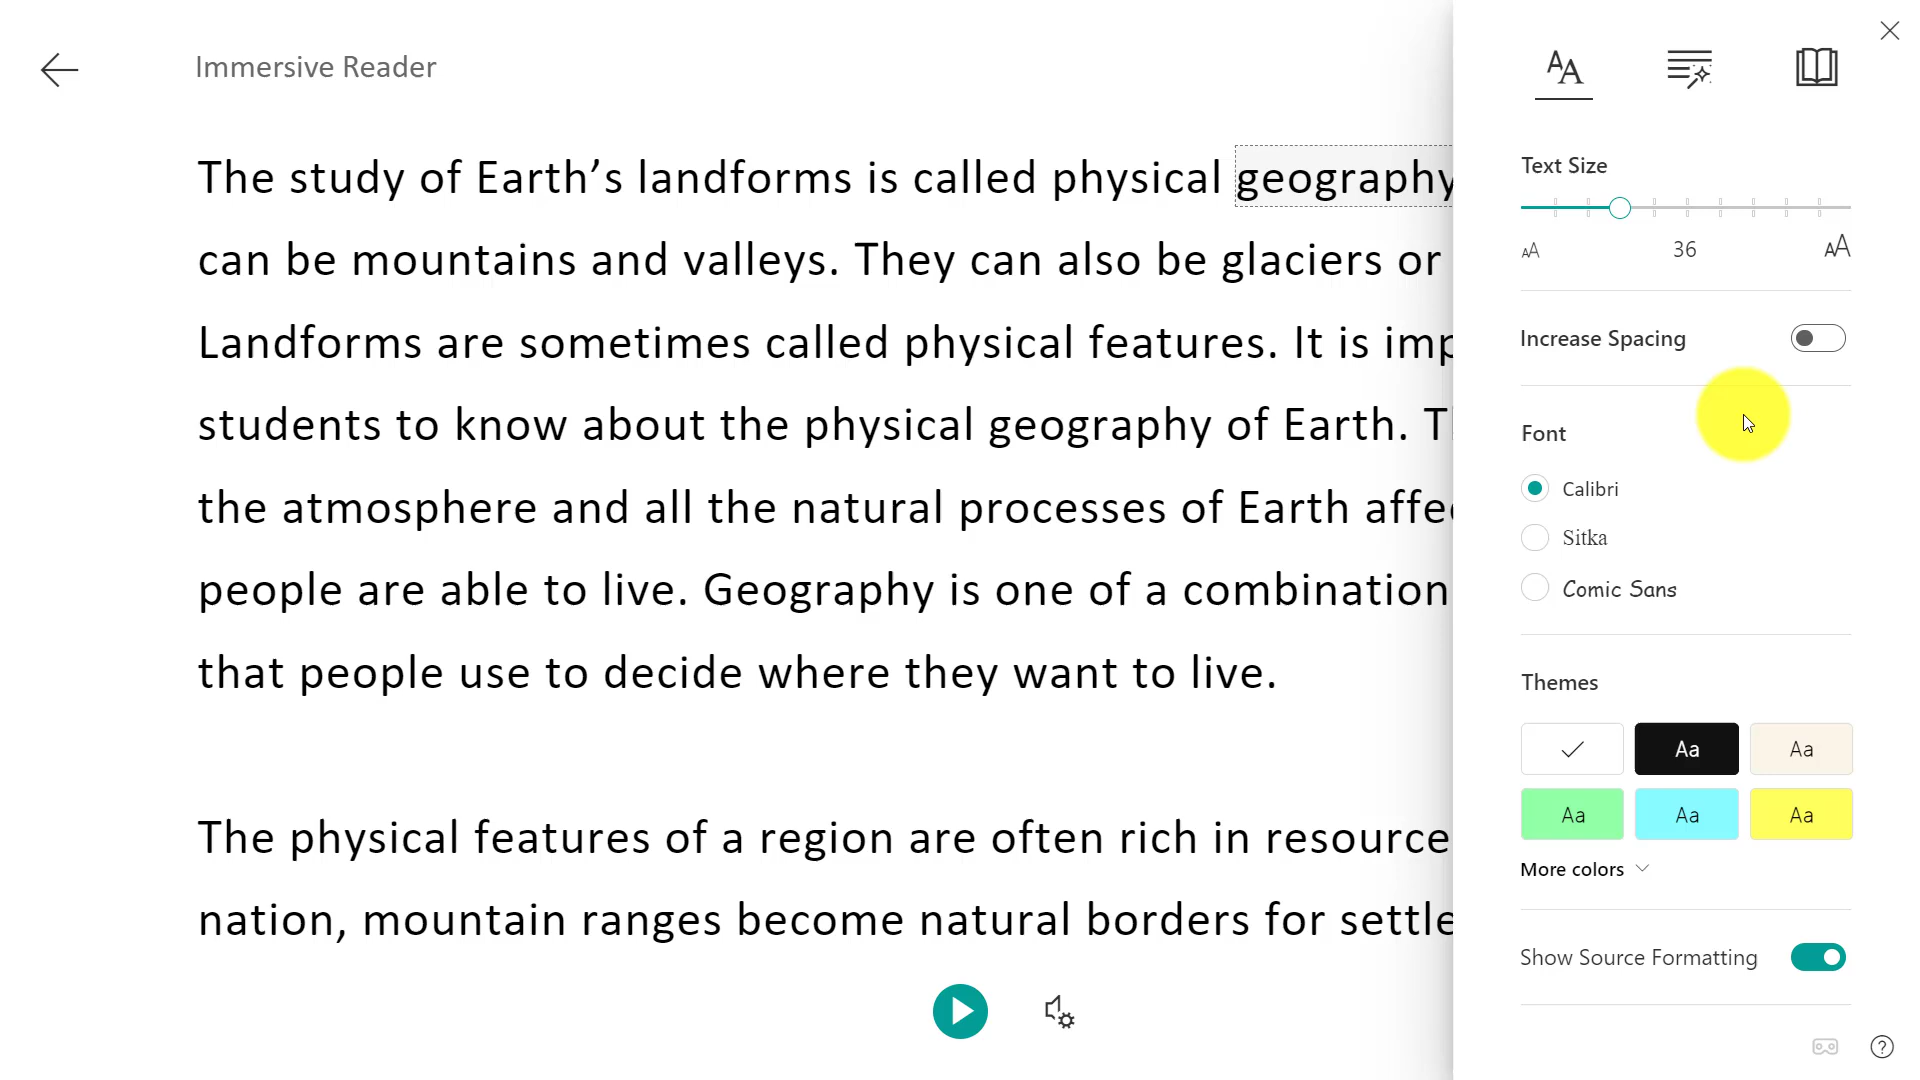 Immersive Reader
The study of Earth’s landforms is called physical geography
can be mountains and valleys. They can also be glaciers or
Landforms are sometimes called physical features. It is imp
students to know about the physical geography of Earth. T
the atmosphere and all the natural processes of Earth affe
people are able to live. Geography is one of a combination
that people use to decide where they want to live.
The physical features of a region are often rich in resource
nation, mountain ranges become natural borders for settle
Text Size
AA 36 AA
Increase Spacing
Font
Calibri
Sitka
Comic Sans
Themes
Aa Aa
Aa Aa Aa
More colors
Show Source Formatting